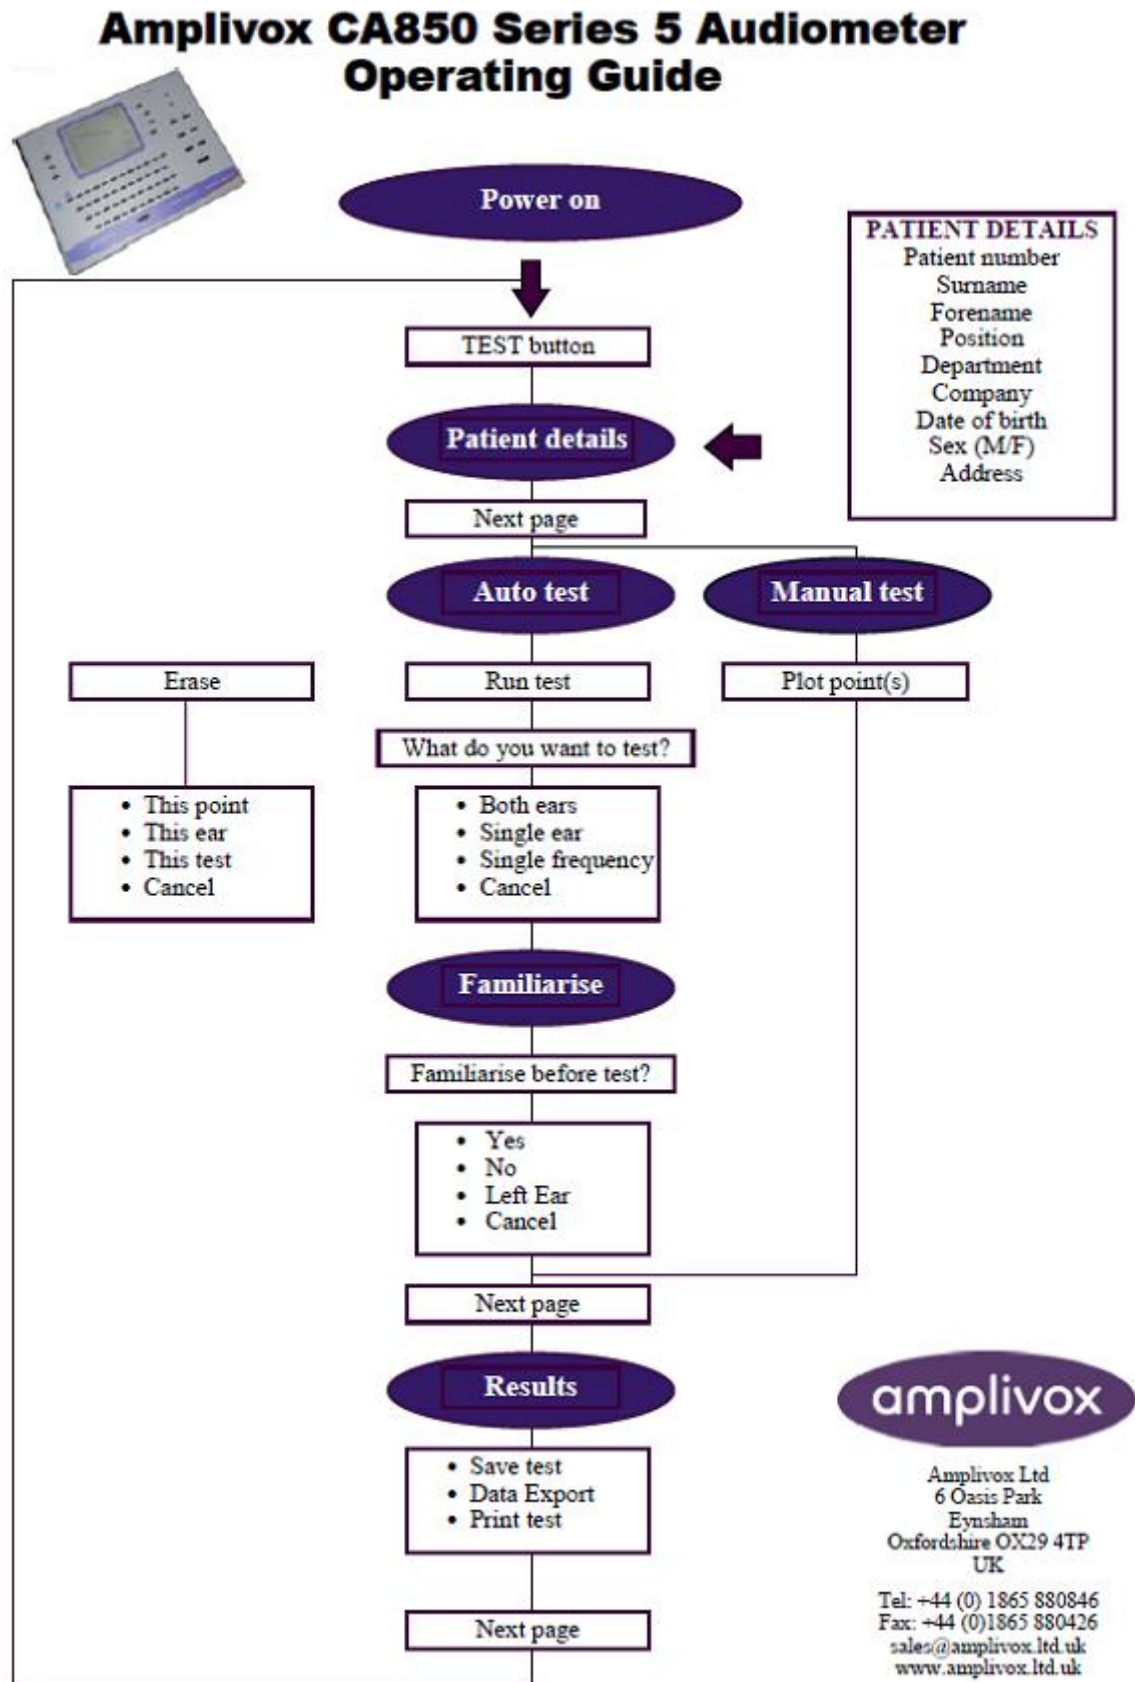 Amplivox CA850 Series 5 Audiometer
Operating Guide
Power on
PATIENT DETAILS
Patient number
Surname
Forename
Position
Department
Company
Date of birth
Sex (M/F)
Address
TEST button
Patient details
Next page
Auto test
Manual test
Erase
Run test
Plot point(s)
What do you want to test?
• This point
• This ear
• This test
• Cancel
• Both ears
• Single ear
• Single frequency
• Cancel
Familiarise
Familiarise before test?
• Yes
• No
• Left Ear
• Cancel
Next page
Results
• Save test
• Data Export
• Print test
Next page
amplivox
Amplivox Ltd
6 Oasis Park
Eynsham
Oxfordshire OX29 4TP
UK
Tel: +44 (0) 1865 880846
Fax: +44 (0)1865 880426
sales@amplivox.ltd.uk
www.amplivox.ltd.uk